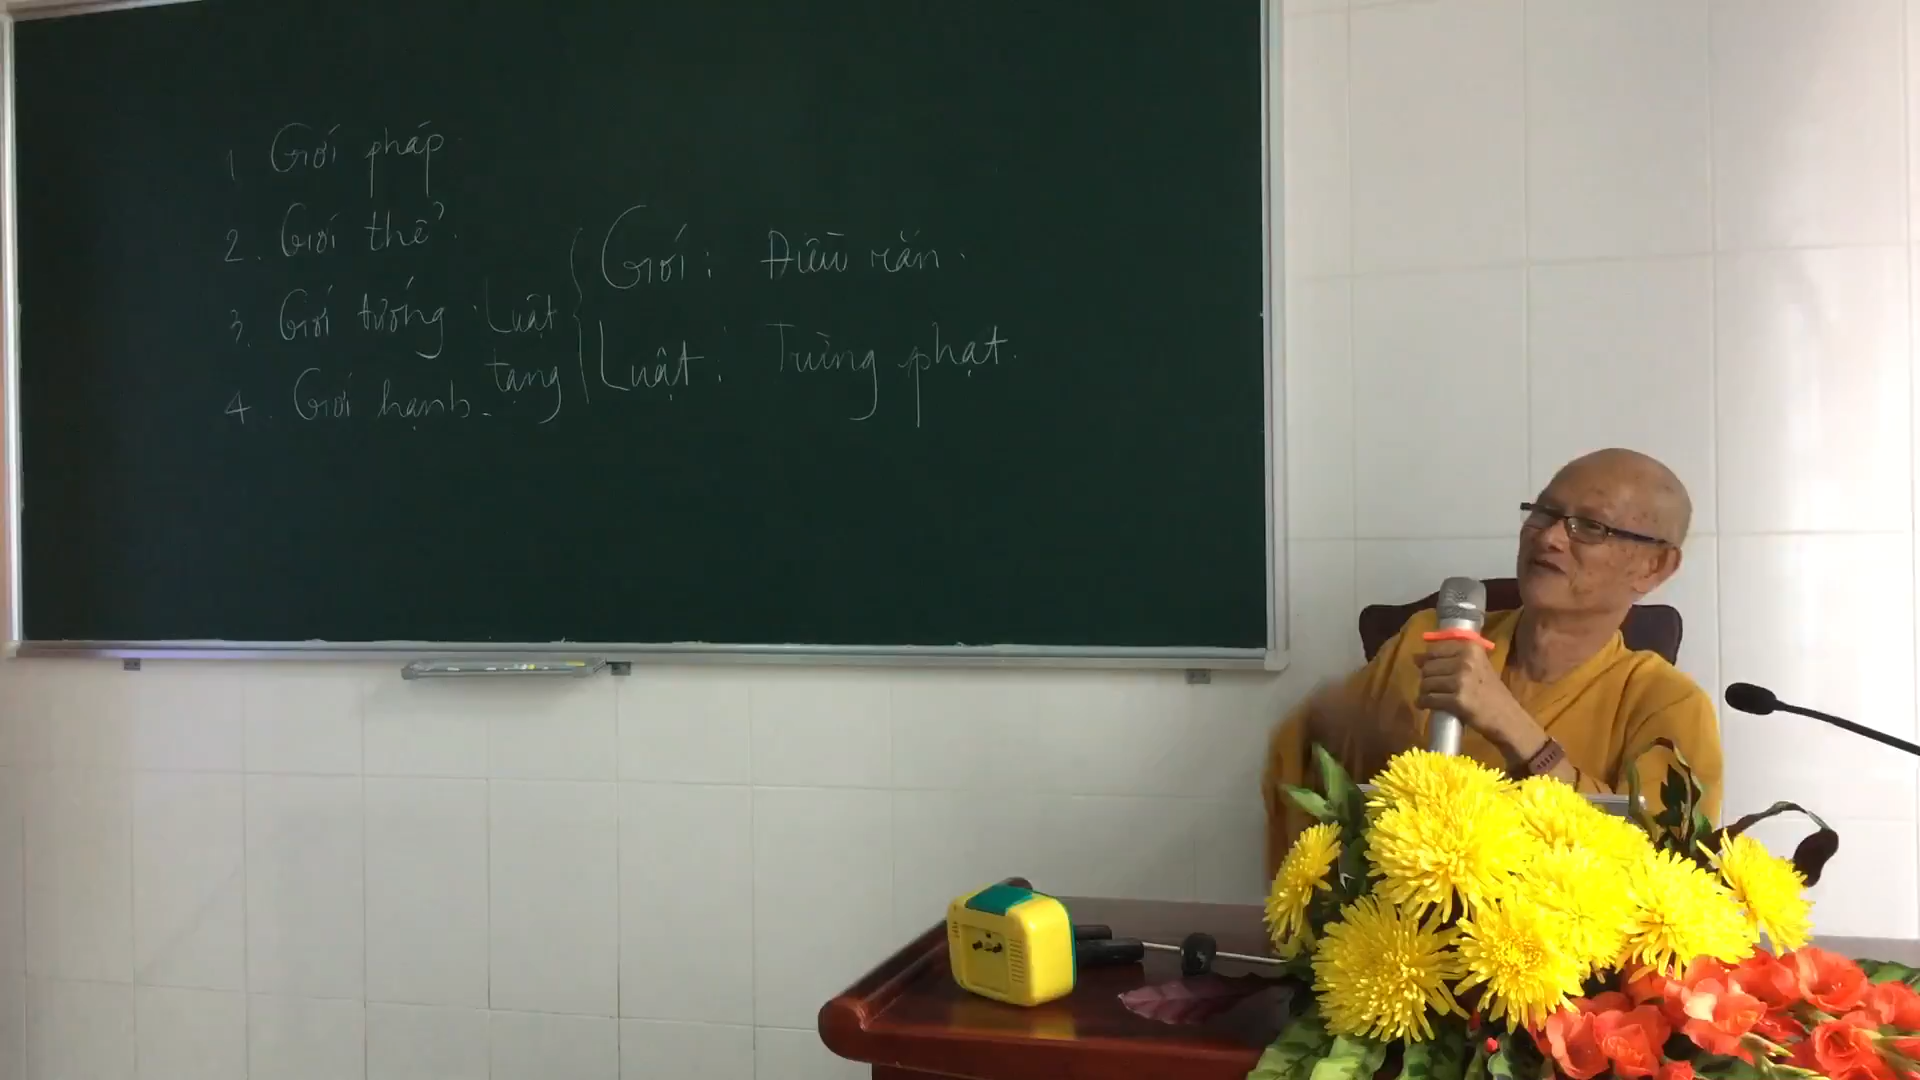 1 Giới pháp.
2. Giới thể.
3. Giới tướng
4. Giới hạnh.
Luật
tạng
Giới: Điều răn.
Luật: Trừng phạt.